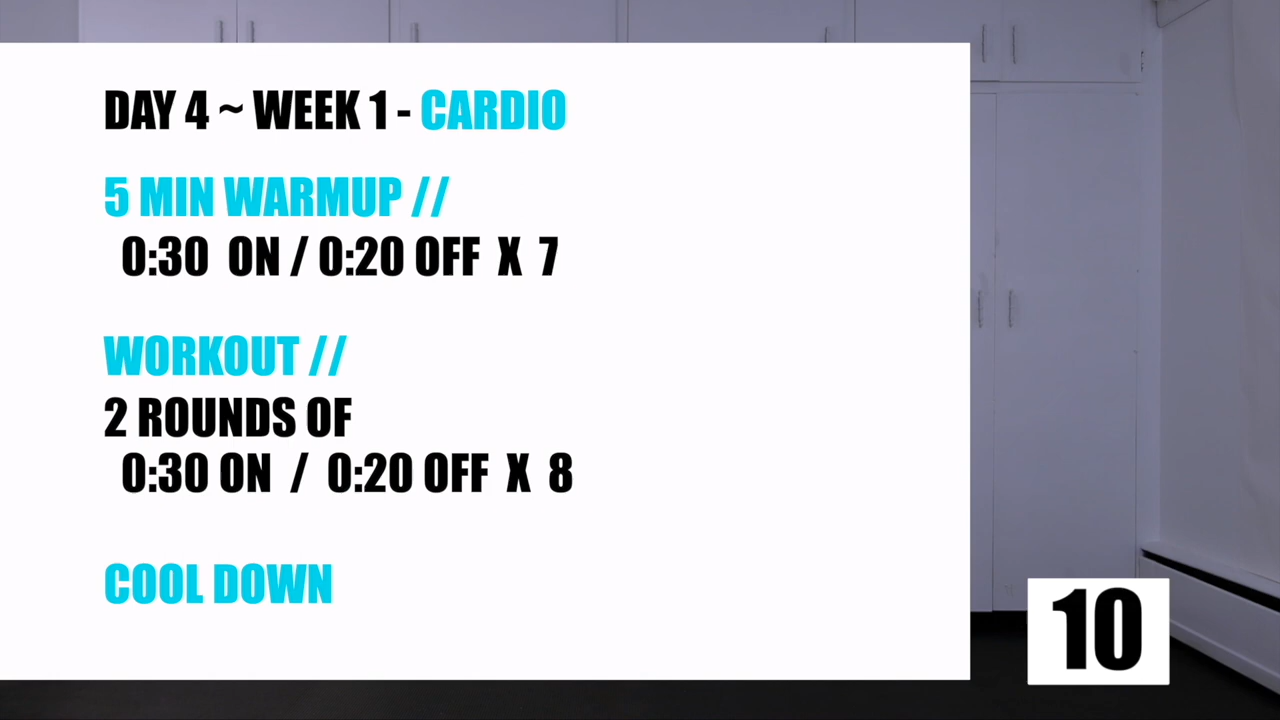 DAY 4 ~ WEEK 1 - CARDIO
5 MIN WARMUP //
0:30 ON / 0:20 OFF X 7
WORKOUT //
2 ROUNDS OF
0:30 ON / 0:20 OFF X 8
COOL DOWN
10